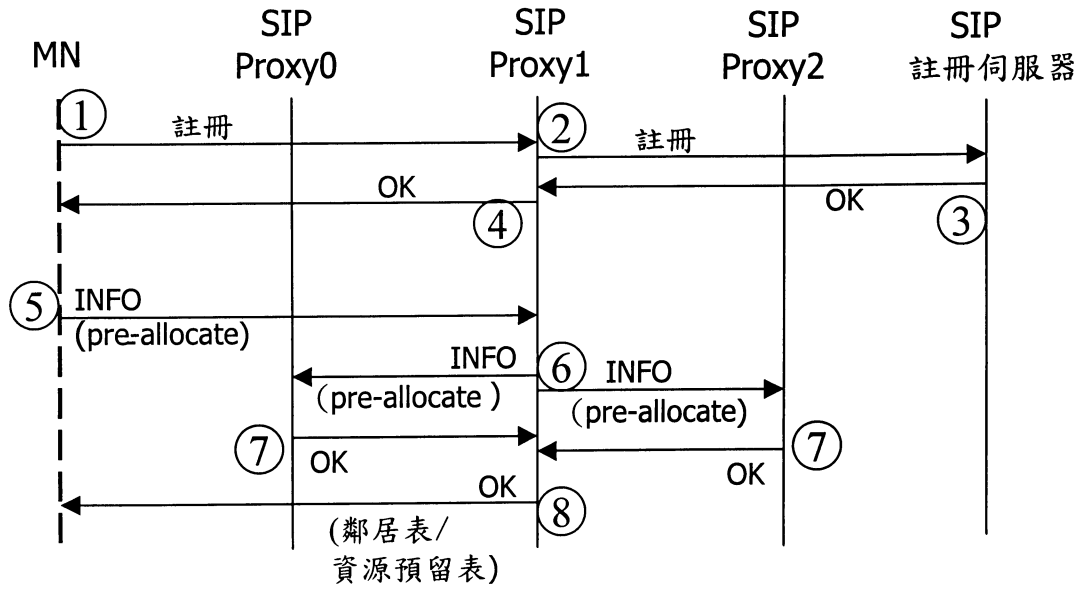 MN
SIP
Proxy0
SIP
Proxy1
SIP
Proxy2
SIP
註冊伺服器
①
註冊
②
註冊
OK
④
OK
③
⑤
INFO
(pre-allocate)
INFO
(pre-allocate )
⑥
INFO
(pre-allocate)
⑦
OK
OK
⑦
OK
⑧
(鄰居表/
資源預留表)